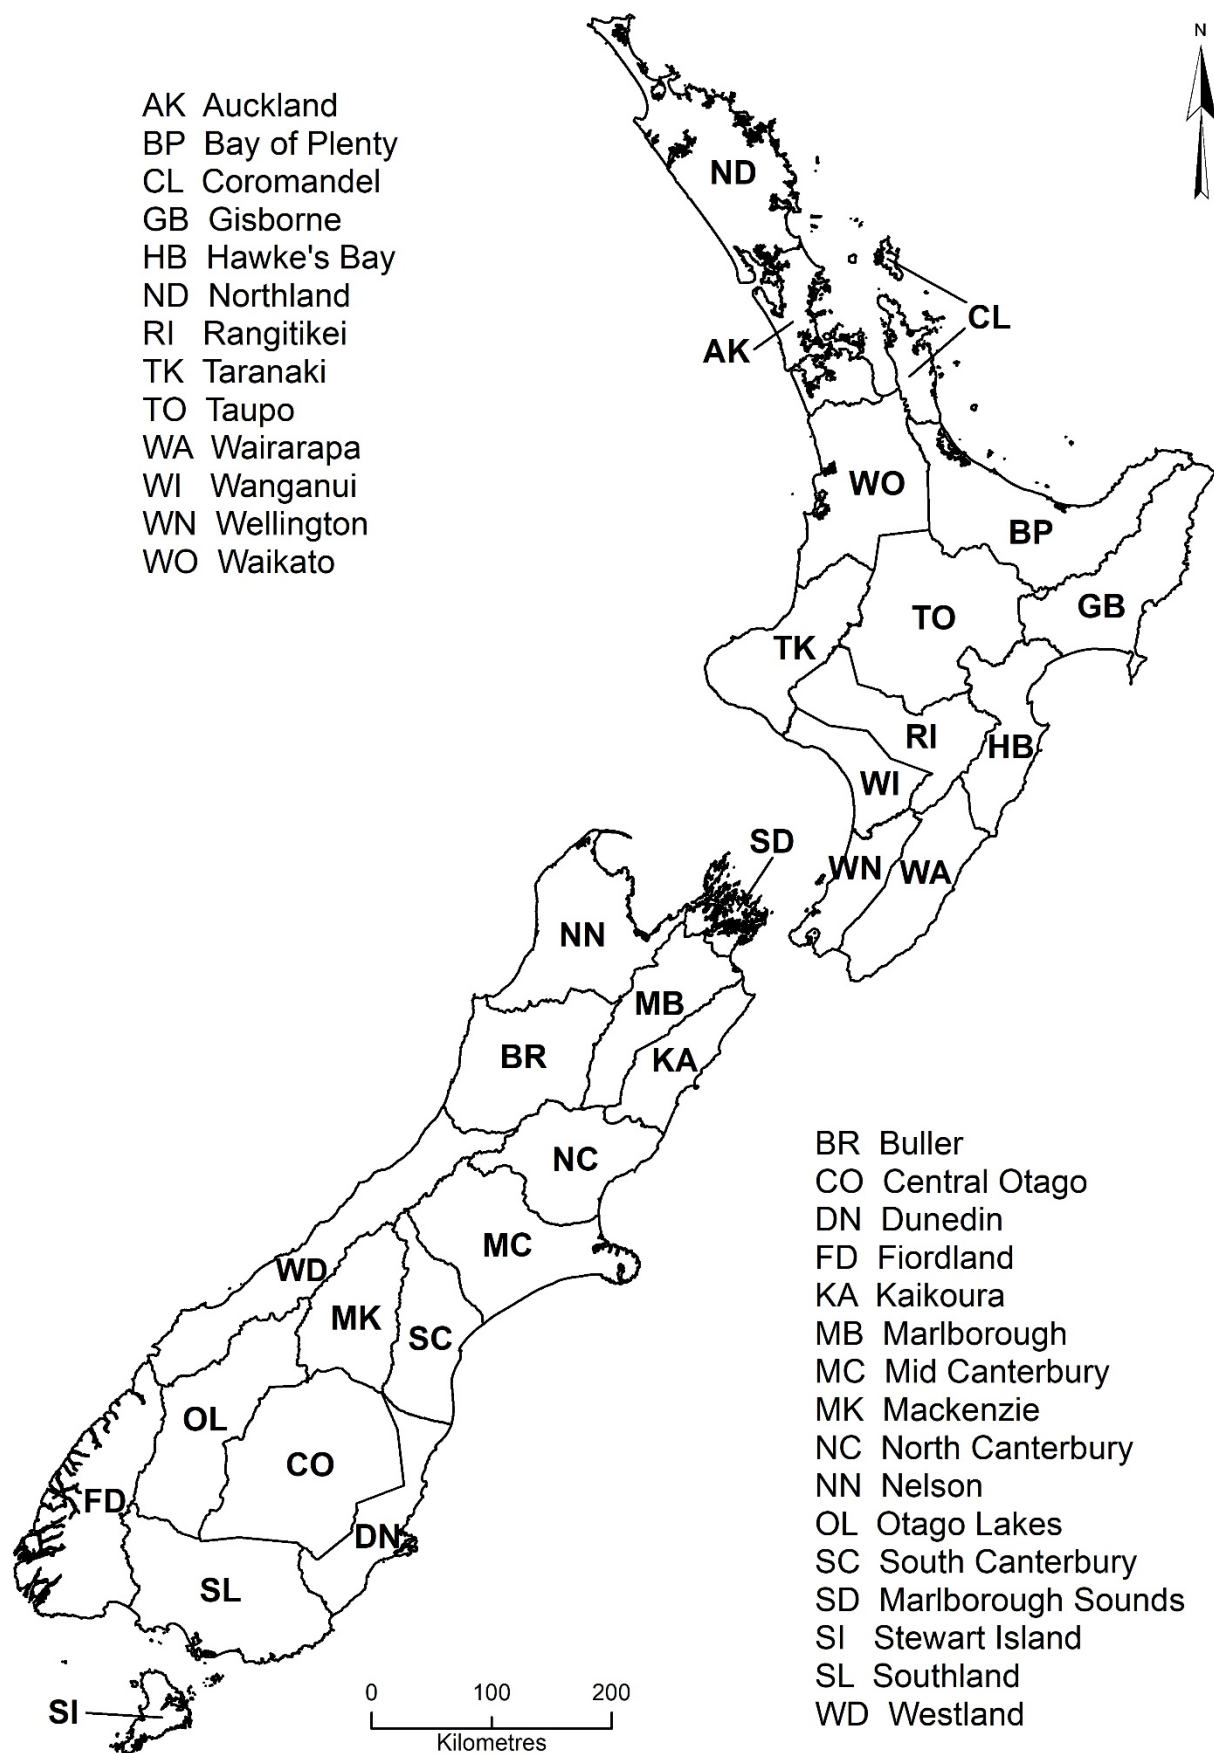 N
AK Auckland
BP Bay of Plenty
CL Coromandel
GB Gisborne
HB Hawke's Bay
ND Northland
RI Rangitikei
TK Taranaki
TO Taupo
WA Wairarapa
WI Wanganui
WN Wellington
WO Waikato
ND
CL
AK
WO
BP
GB
TO
TK
RI
HB
WI
SD
WN
WA
NN
MB
BR
KA
NC
MC
WD
MK
SC
OL
CO
FD
DN
SL
SI
BR Buller
CO Central Otago
DN Dunedin
FD Fiordland
KA Kaikoura
MB Marlborough
MC Mid Canterbury
MK Mackenzie
NC North Canterbury
NN Nelson
OL Otago Lakes
SC South Canterbury
SD Marlborough Sounds
SI Stewart Island
SL Southland
WD Westland
0 100 200
Kilometres